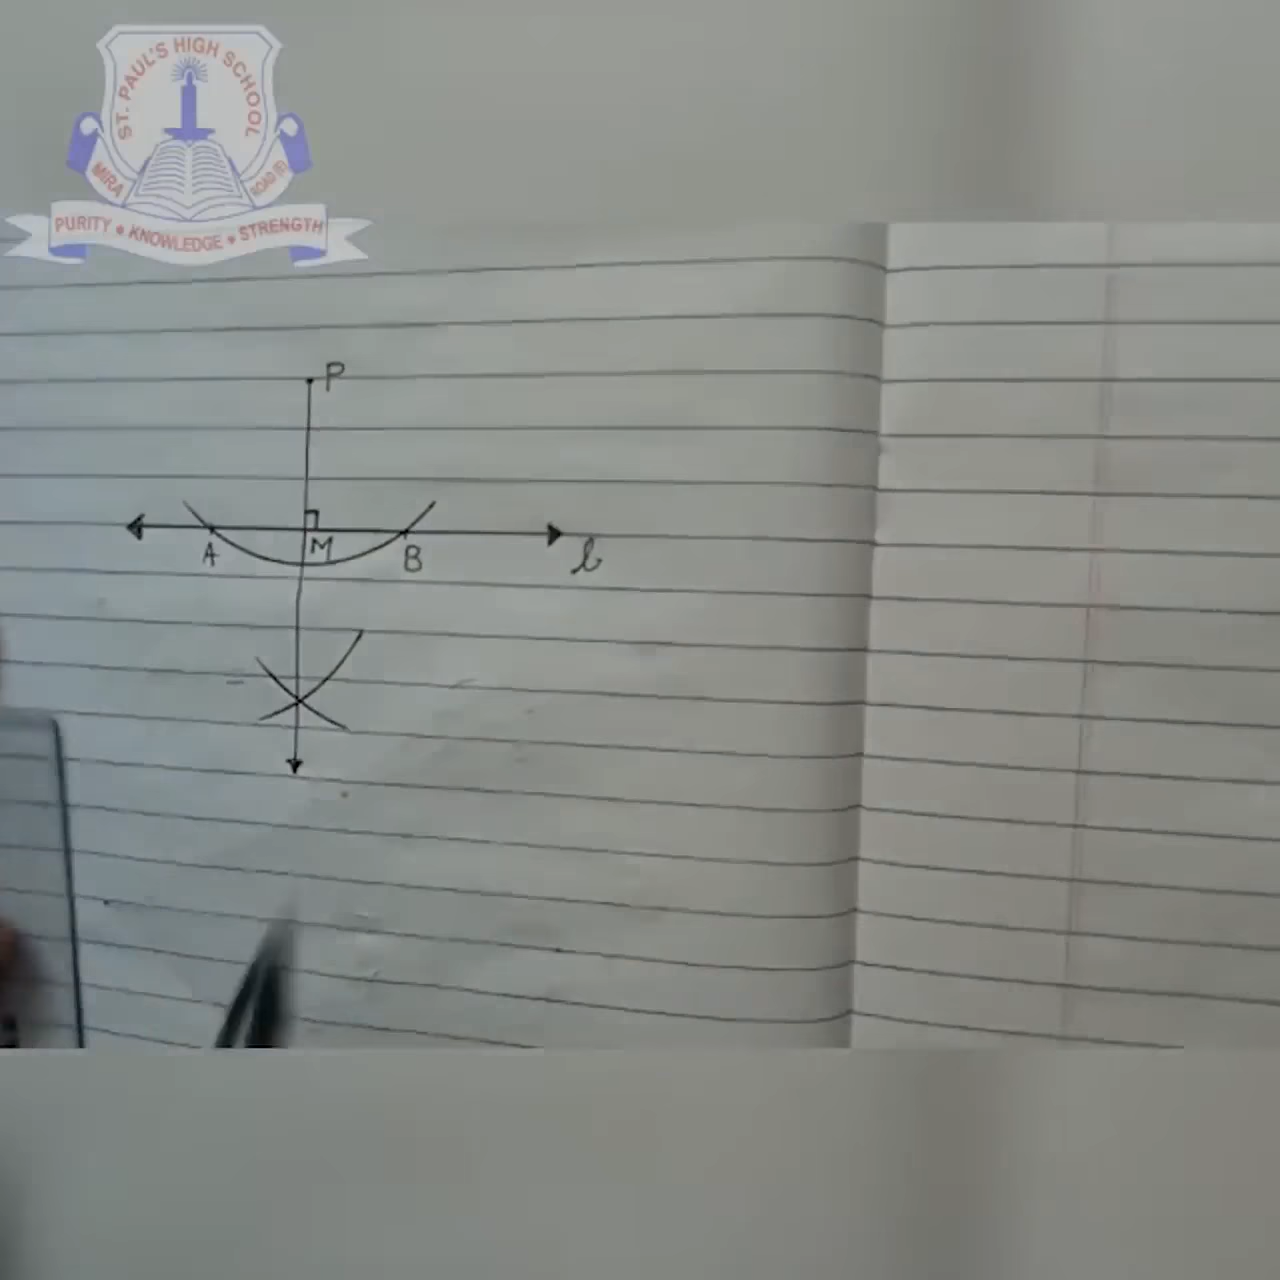 ST. PAUL'S HIGH SCHOOL
MIRA ROAD (E)
PURITY • KNOWLEDGE • STRENGTH
P
A M B l